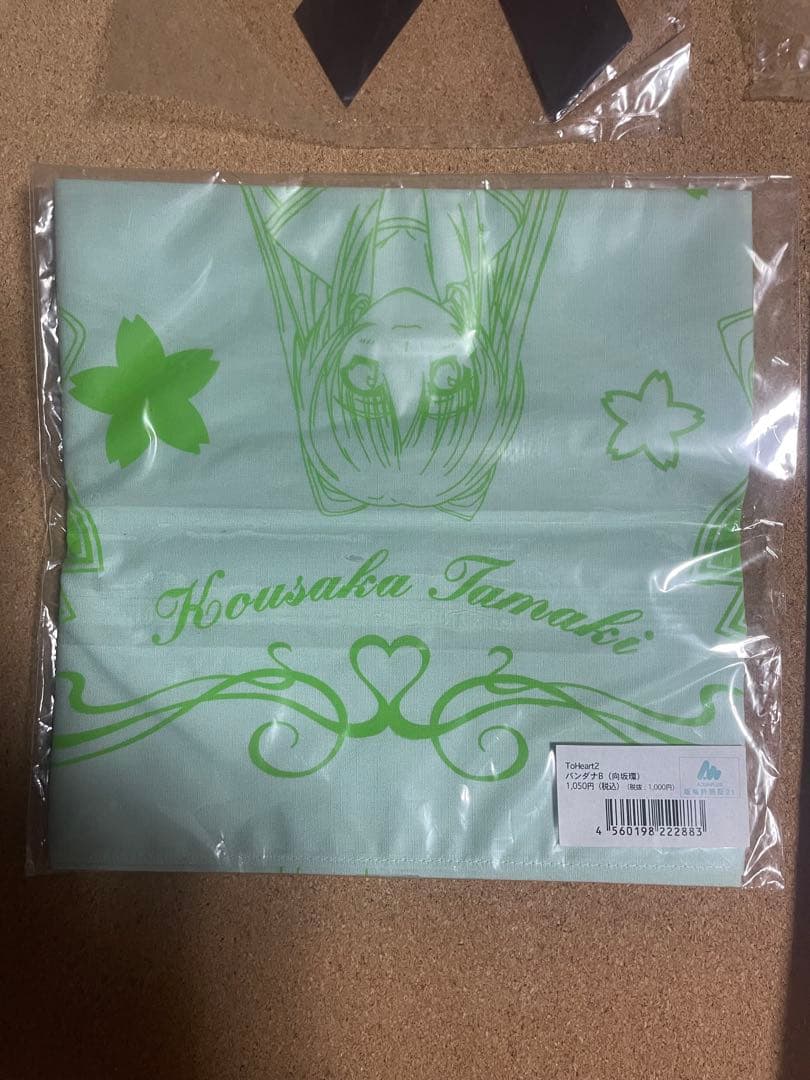 Kousaka Tamaki
ToHeart2
バンダナB（向坂環）
1,050円（税込）（税抜：1,000円）
4 560198 222883
AQUAPLUS